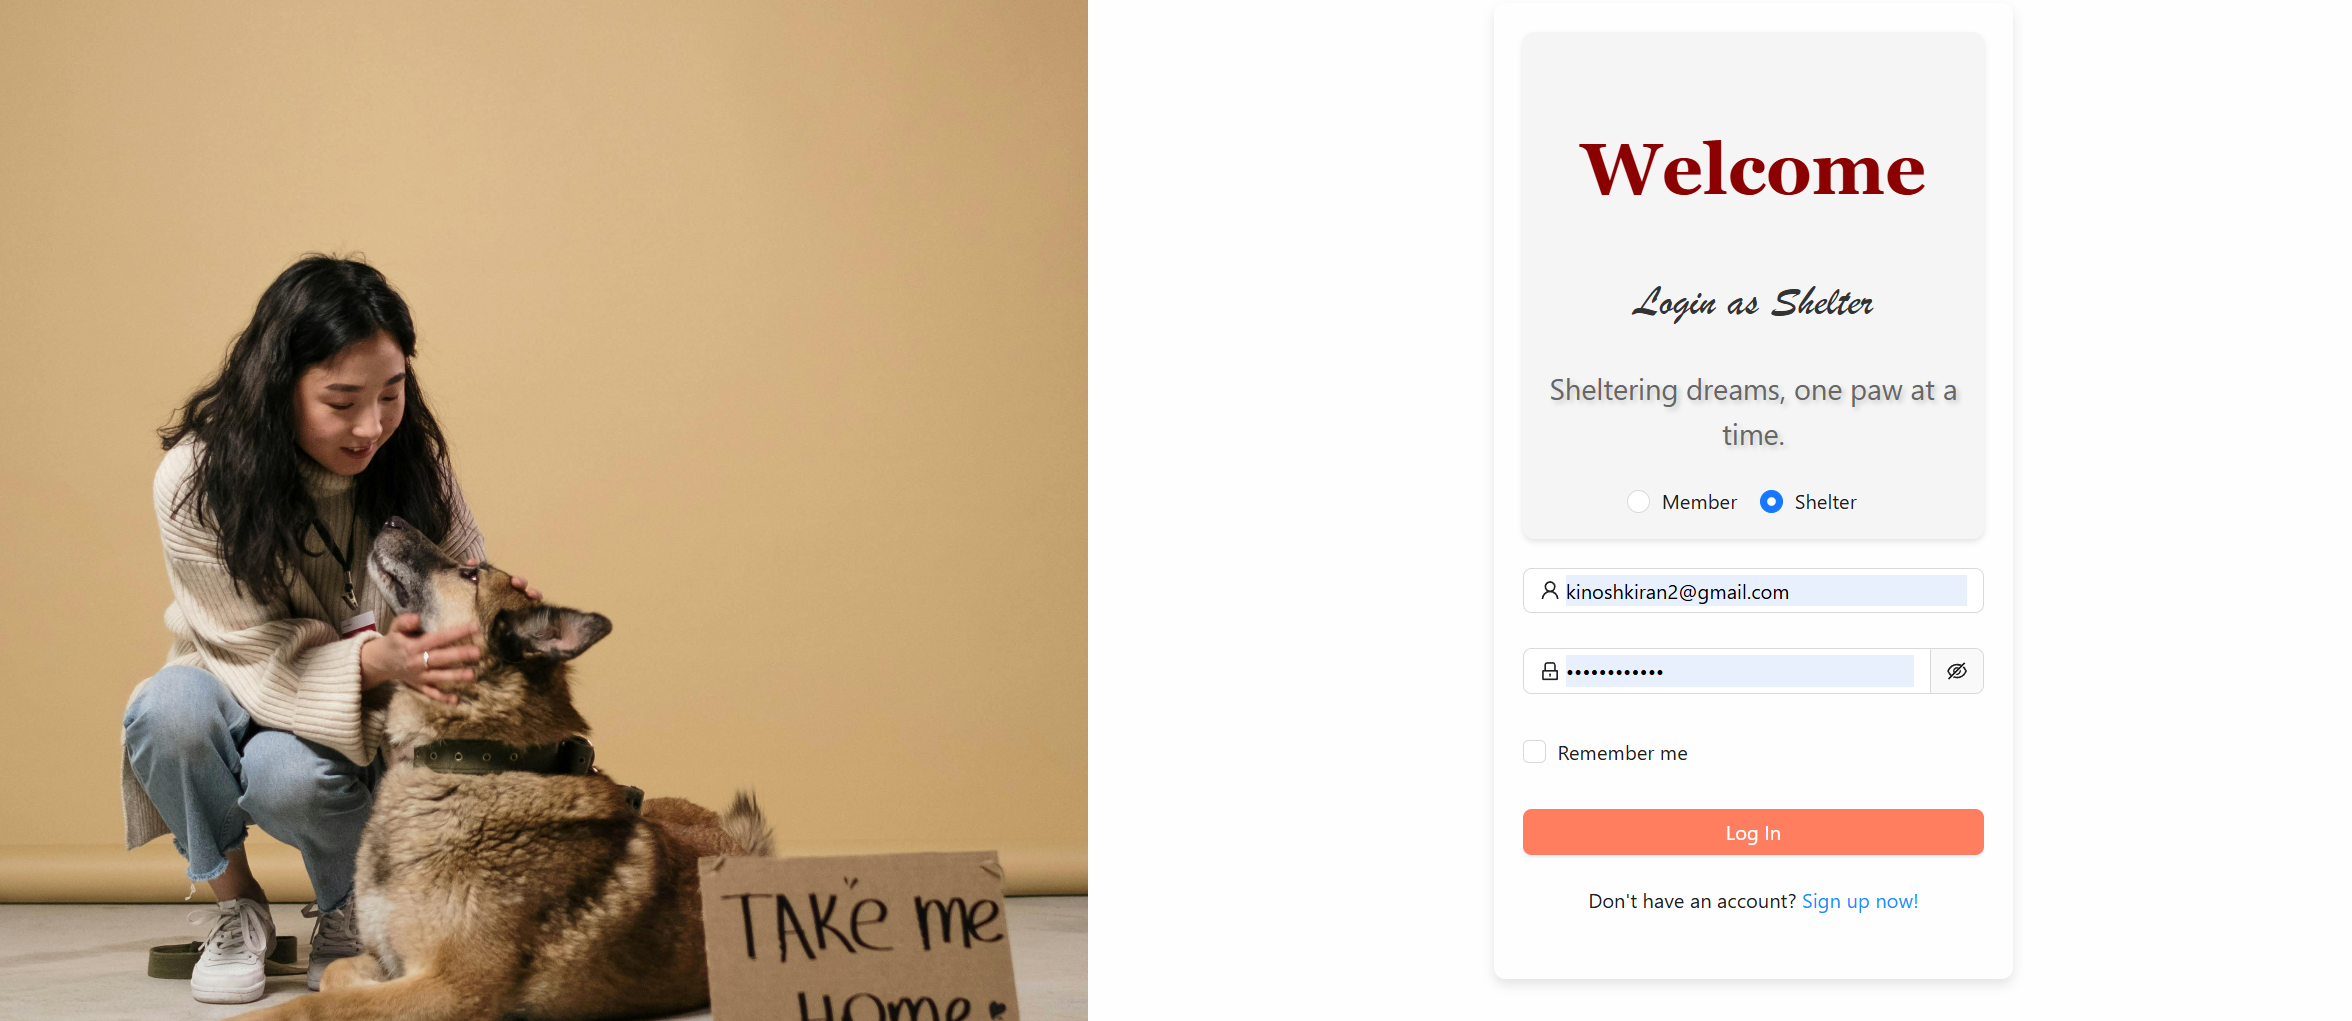 TAKE me
HOme
Welcome
Login as Shelter
Sheltering dreams, one paw at a
time.
Member
Shelter
kinoshkiran2@gmail.com
••••••••••••
Remember me
Log In
Don't have an account? Sign up now!